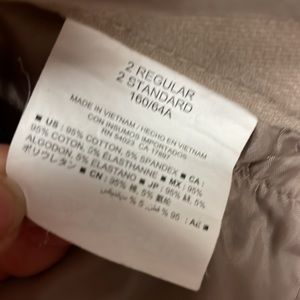 2 REGULAR
2 STANDARD
160/64A
MADE IN VIETNAM / HECHO EN VIETNAM
CON INSUMOS IMPORTADOS
RN 54023 CA 17897
■ US : 95% COTTON, 5% SPANDEX ■ CA :
95% COTTON, 5% ELASTHANNE ■ MX : 95%
ALGODON, 5% ELASTANO ■ JP : 95% 綿, 5%
ポリウレタン ■ CN : 95% 棉, 5%